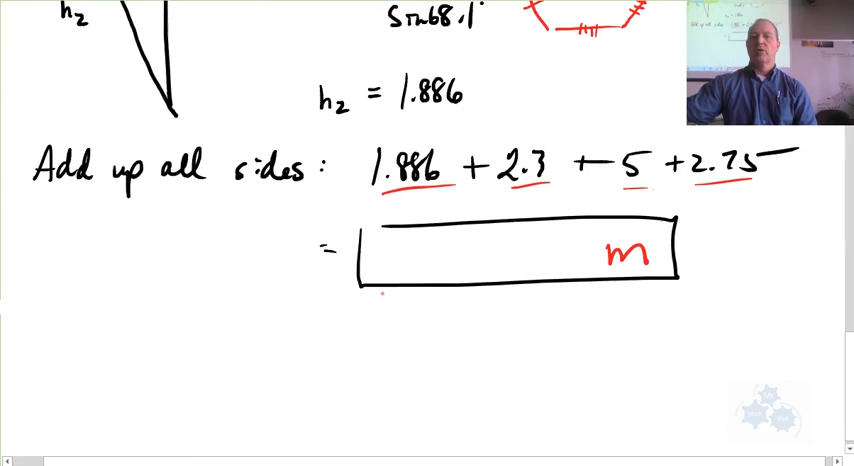 h₂
Sin68.1°
h₂ = 1.886
Add up all sides: 1.886 + 2.3 + 5 + 2.75
= m